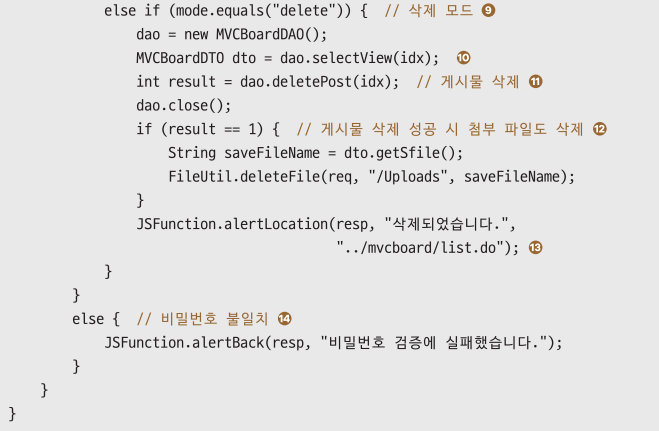 else if (mode.equals("delete")) {  // 삭제 모드 ❾
dao = new MVCBoardDAO();
MVCBoardDTO dto = dao.selectView(idx);  ❿
int result = dao.deletePost(idx);  // 게시물 삭제 ⓫
dao.close();
if (result == 1) {  // 게시물 삭제 성공 시 첨부 파일도 삭제 ⓬
String saveFileName = dto.getSfile();
FileUtil.deleteFile(req, "/Uploads", saveFileName);
}
JSFunction.alertLocation(resp, "삭제되었습니다.",
"../mvcboard/list.do"); ⓭
}
}
else {  // 비밀번호 불일치 ⓮
JSFunction.alertBack(resp, "비밀번호 검증에 실패했습니다.");
}
}
}